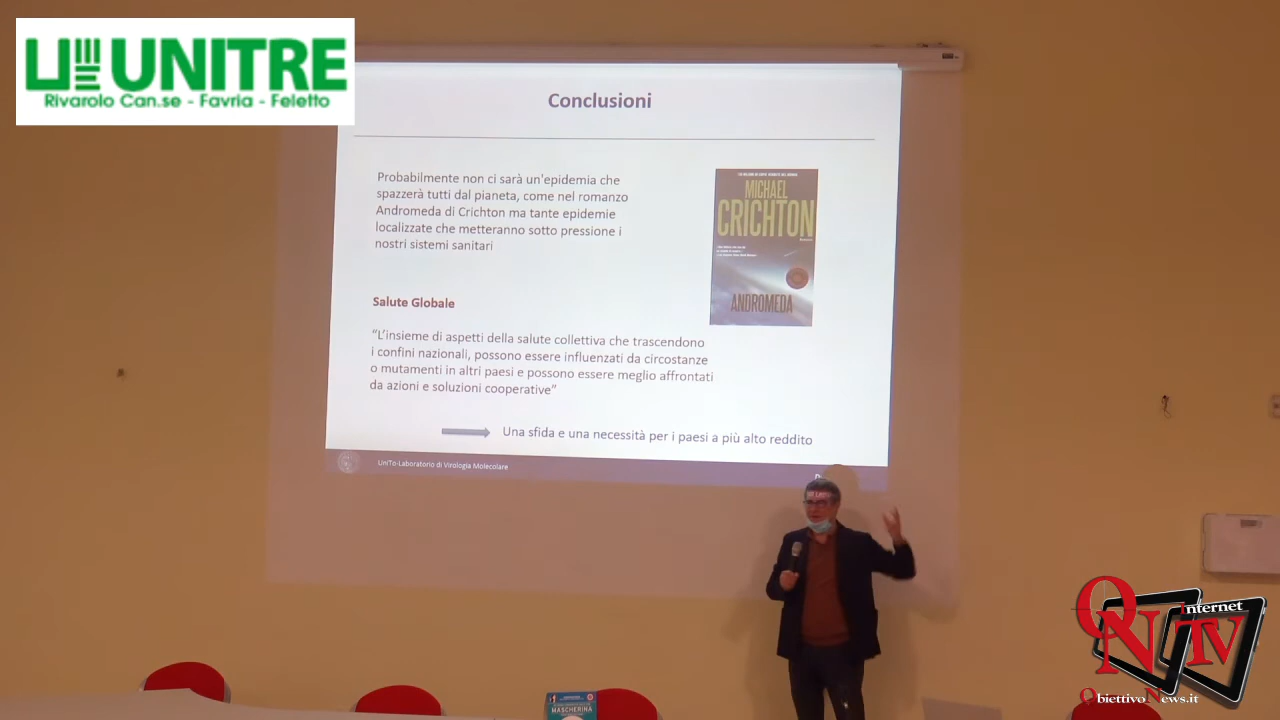 UNITRE
Rivarolo Can.se - Favria - Feletto
Conclusioni
Probabilmente non ci sarà un'epidemia che
spazzerà tutti dal pianeta, come nel romanzo
Andromeda di Crichton ma tante epidemie
localizzate che metteranno sotto pressione i
nostri sistemi sanitari
MICHAEL
CRICHTON
ANDROMEDA
Salute Globale
“L’insieme di aspetti della salute collettiva che trascendono
i confini nazionali, possono essere influenzati da circostanze
o mutamenti in altri paesi e possono essere meglio affrontati
da azioni e soluzioni cooperative”
Una sfida e una necessità per i paesi a più alto reddito
UniTo-Laboratorio di Virologia Molecolare
MASCHERINA
ON
Internet
TV
ObiettivoNews.it